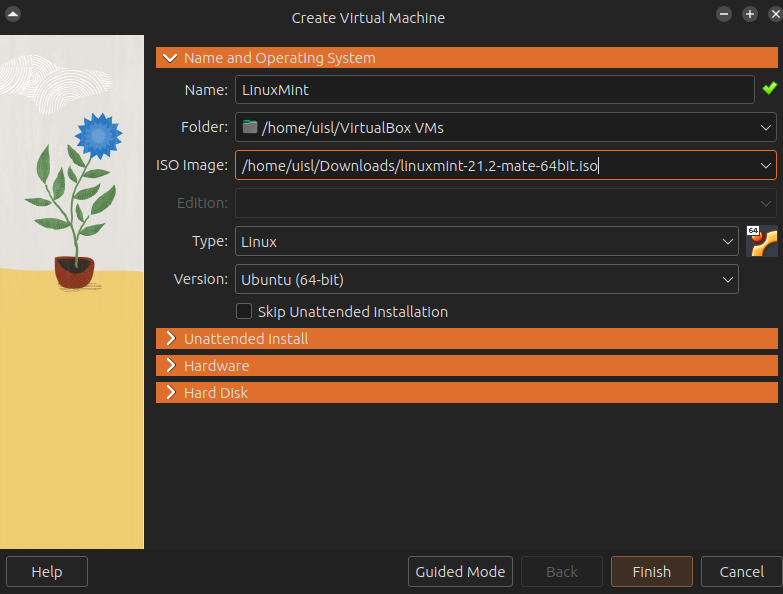 Create Virtual Machine
Name and Operating System
Name: LinuxMint
Folder: /home/uisl/VirtualBox VMs
ISO Image: /home/uisl/Downloads/linuxmint-21.2-mate-64bit.iso
Edition:
Type: Linux
64
Version: Ubuntu (64-bit)
Skip Unattended Installation
Unattended Install
Hardware
Hard Disk
Help Guided Mode Back Finish Cancel